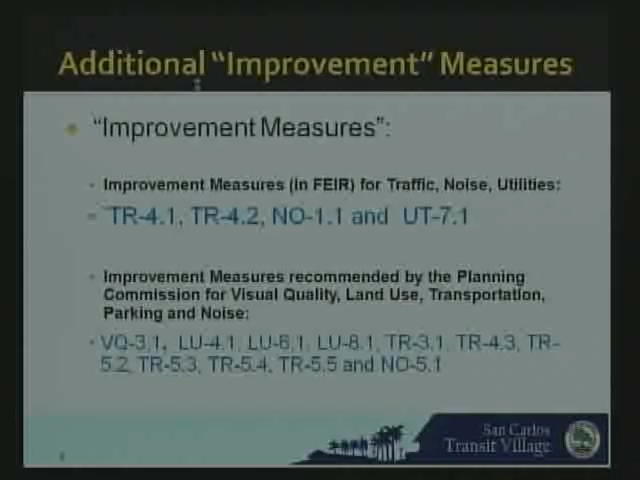 Additional "Improvement" Measures
"Improvement Measures":
Improvement Measures (in FEIR) for Traffic, Noise, Utilities:
TR-4.1, TR-4.2, NO-1.1 and UT-7.1
Improvement Measures recommended by the Planning
Commission for Visual Quality, Land Use, Transportation,
Parking and Noise:
VQ-3.1, LU-4.1, LU-6.1, LU-8.1, TR-3.1, TR-4.3, TR-
5.2, TR-5.3, TR-5.4, TR-5.5 and NO-5.1
San Carlos
Transit Village